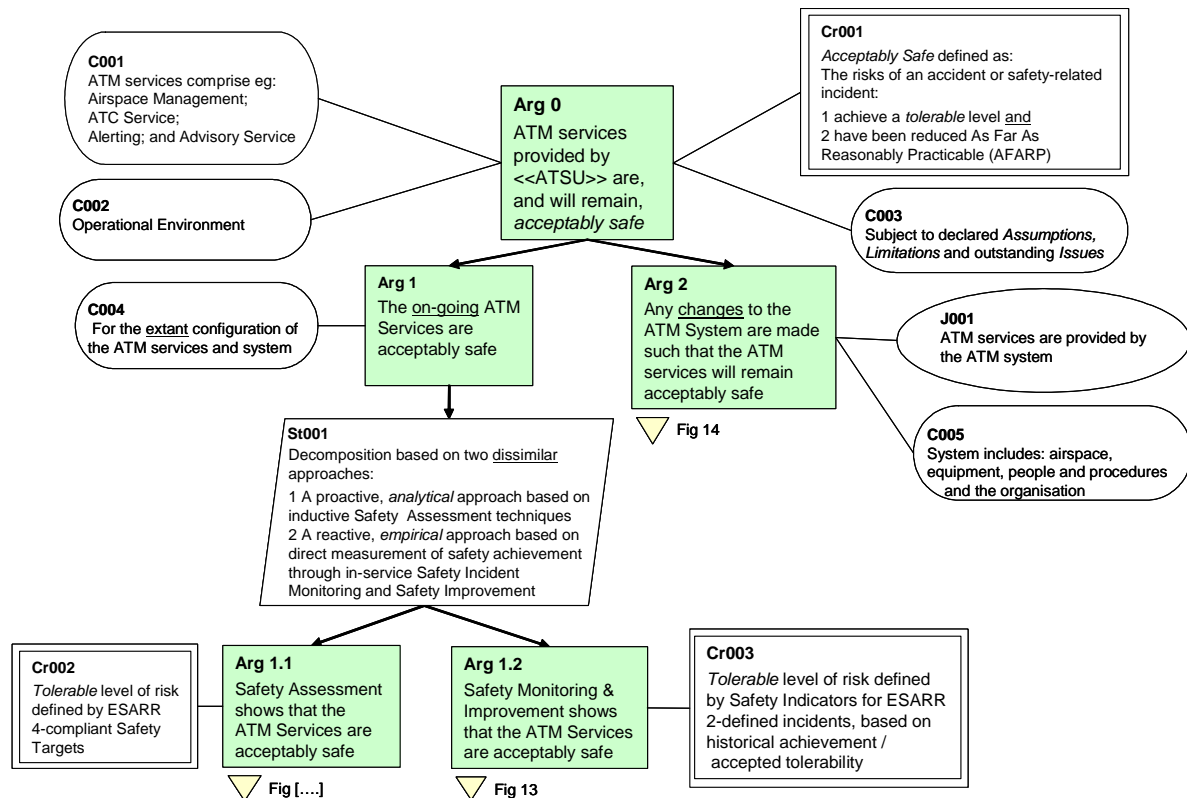 C001
ATM services comprise eg:
Airspace Management;
ATC Service;
Alerting; and Advisory Service
Cr001
Acceptably Safe defined as:
The risks of an accident or safety-related
incident:
1 achieve a tolerable level and
2 have been reduced As Far As
Reasonably Practicable (AFARP)
Arg 0
ATM services
provided by
<<ATSU>> are,
and will remain,
acceptably safe
C002
Operational Environment
C003
Subject to declared Assumptions,
Limitations and outstanding Issues
C004
For the extant configuration of
the ATM services and system
Arg 1
The on-going ATM
Services are
acceptably safe
Arg 2
Any changes to the
ATM System are made
such that the ATM
services will remain
acceptably safe
Fig 14
J001
ATM services are provided by
the ATM system
C005
System includes: airspace,
equipment, people and procedures
and the organisation
St001
Decomposition based on two dissimilar
approaches:
1 A proactive, analytical approach based on
inductive Safety Assessment techniques
2 A reactive, empirical approach based on
direct measurement of safety achievement
through in-service Safety Incident
Monitoring and Safety Improvement
Cr002
Tolerable level of risk
defined by ESARR
4-compliant Safety
Targets
Arg 1.1
Safety Assessment
shows that the
ATM Services are
acceptably safe
Fig [....]
Arg 1.2
Safety Monitoring &
Improvement shows
that the ATM Services
are acceptably safe
Fig 13
Cr003
Tolerable level of risk defined
by Safety Indicators for ESARR
2-defined incidents, based on
historical achievement /
accepted tolerability